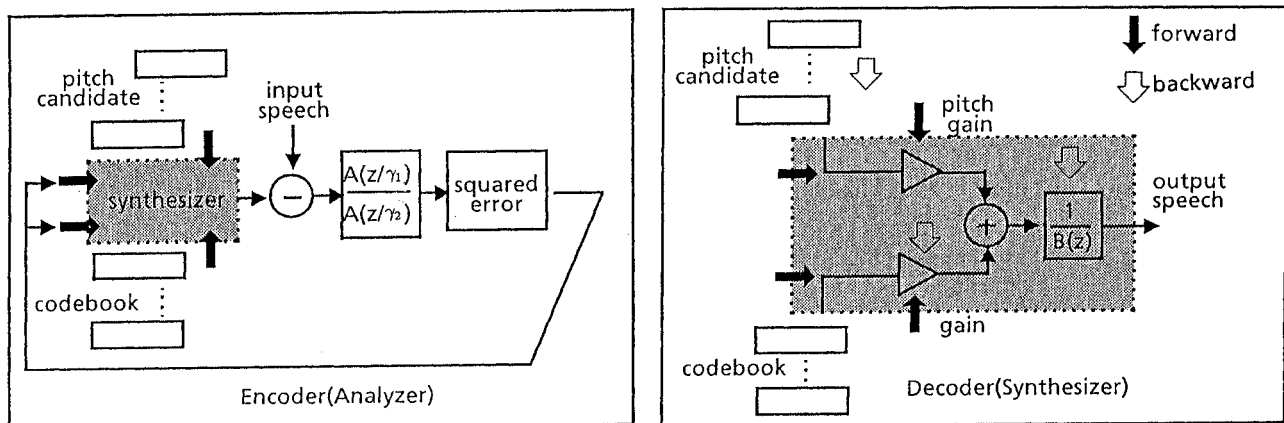 pitch
candidate
input
speech
synthesizer
−
A(z/γ₁)
A(z/γ₂)
squared
error
codebook
Encoder(Analyzer)
pitch
candidate
forward
backward
pitch
gain
+
1
B(z)
output
speech
gain
codebook
Decoder(Synthesizer)